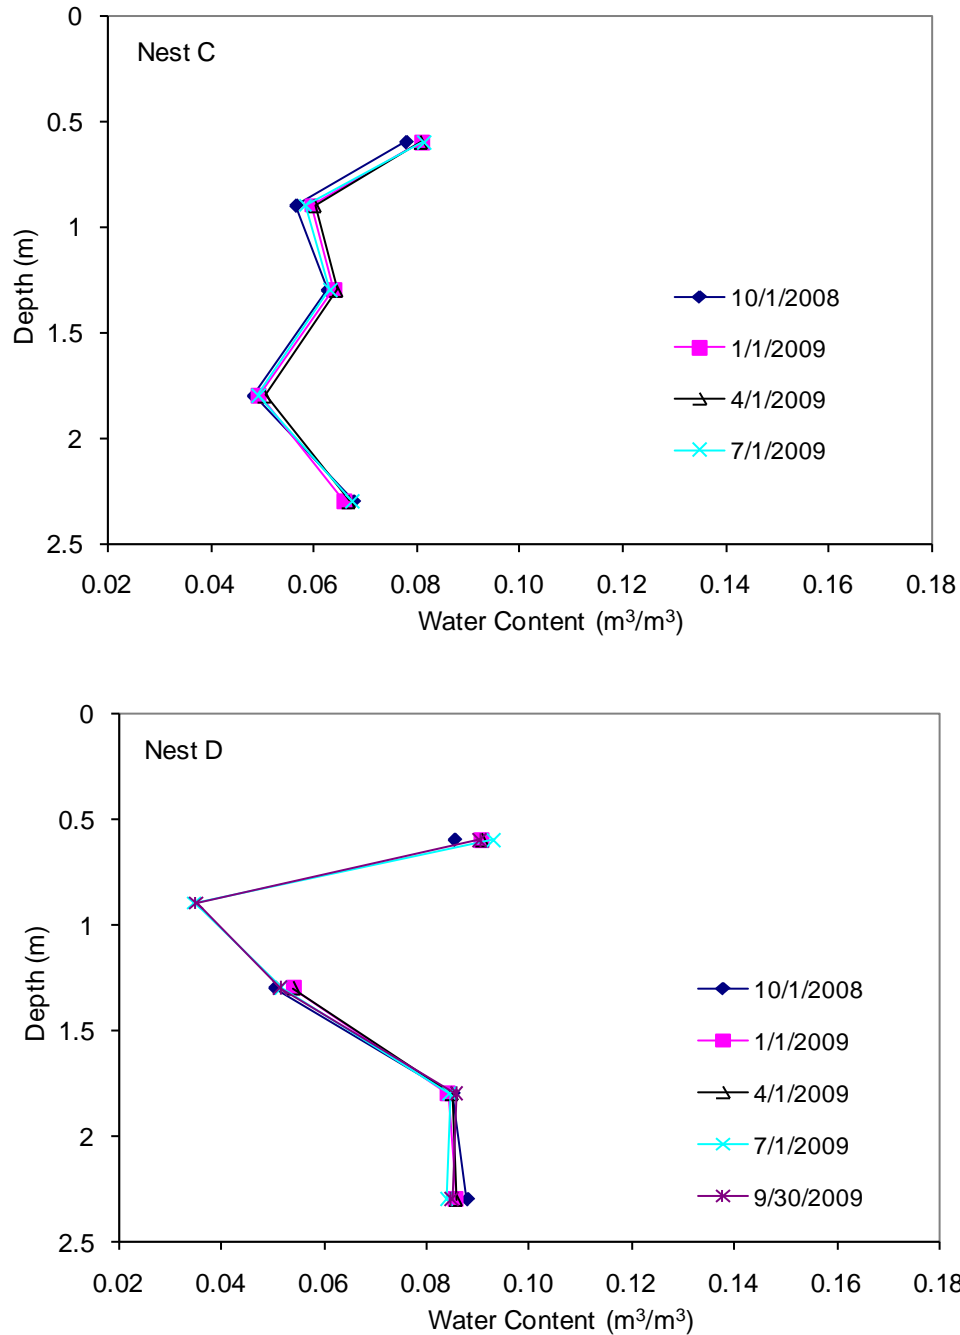 0
Nest C
0.5
1
Depth (m)
10/1/2008
1.5
1/1/2009
4/1/2009
2
7/1/2009
2.5
0.02 0.04 0.06 0.08 0.10 0.12 0.14 0.16 0.18
Water Content (m³/m³)
0
Nest D
0.5
1
Depth (m)
10/1/2008
1.5
1/1/2009
4/1/2009
2
7/1/2009
9/30/2009
2.5
0.02 0.04 0.06 0.08 0.10 0.12 0.14 0.16 0.18
Water Content (m³/m³)